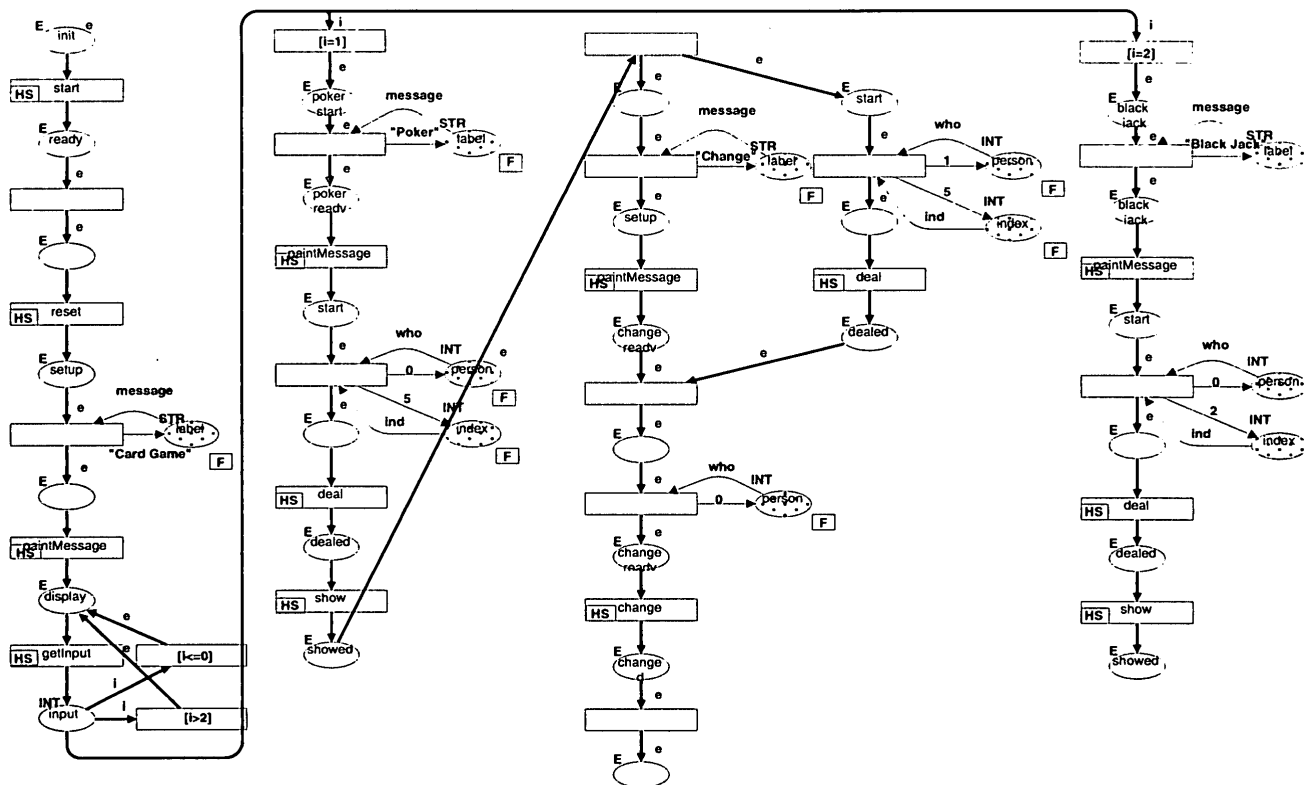 E
e
init
start
HS
E
ready
e
e
E
reset
HS
E
setup
e
message
STR
label
"Card Game"
F
e
E
paintMessage
HS
E
display
e
e
getInput
HS
[i<=0]
i
INT
input
i
[i>2]
i
[i=1]
e
E
poker
start
message
e
STR
"Poker"
label
F
e
E
poker
ready
paintMessage
HS
E
start
e
who
INT
e
0
person
F
5
INT
e
ind
index
F
E
deal
HS
E
dealed
show
HS
E
showed
e
e
E
message
e
STR
"Change"
label
F
e
E
setup
paintMessage
HS
E
change
ready
e
e
e
E
e
who
INT
0
person
F
e
E
change
ready
change
HS
E
change
d
e
e
E
E
start
e
who
INT
1
person
F
5
INT
e
ind
index
F
E
deal
HS
E
dealed
i
[i=2]
e
E
black
jack
message
e
STR
"Black Jack"
label
e
E
black
jack
paintMessage
HS
E
start
e
who
INT
0
person
2
INT
e
ind
index
E
deal
HS
E
dealed
show
HS
E
showed